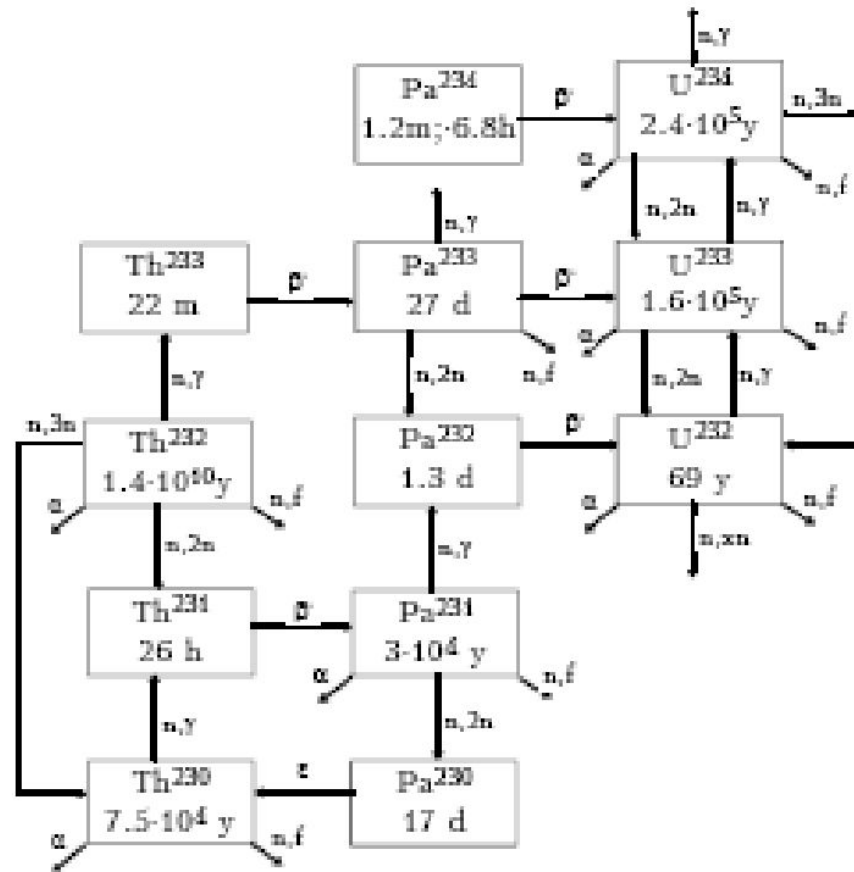 n,γ
Pa²³⁴
1.2m;·6.8h
β⁻
U²³⁴
2.4·10⁵y
n,3n
α
n,f
n,2n
n,γ
n,γ
Th²³³
22 m
β⁻
Pa²³³
27 d
β⁻
U²³³
1.6·10⁵y
n,γ
n,2n
n,f
α
n,f
n,2n
n,γ
n,3n
Th²³²
1.4·10¹⁰y
Pa²³²
1.3 d
β⁻
U²³²
69 y
α
n,f
α
n,f
n,2n
n,γ
n,xn
Th²³¹
26 h
β⁻
Pa²³¹
3·10⁴ y
n,γ
α
n,f
n,2n
Th²³⁰
7.5·10⁴ y
ε
Pa²³⁰
17 d
α
n,f